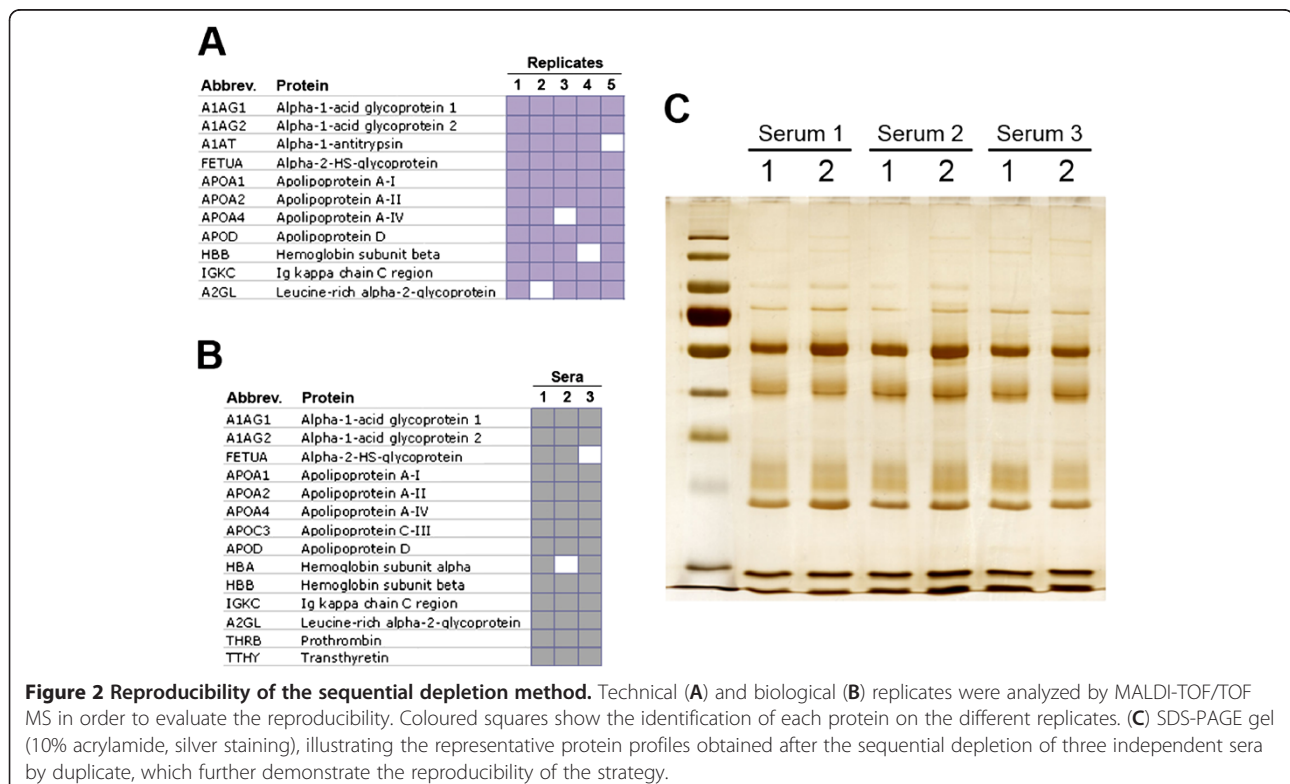 A
Replicates
Abbrev. Protein 1 2 3 4 5
A1AG1 Alpha-1-acid glycoprotein 1
A1AG2 Alpha-1-acid glycoprotein 2
A1AT Alpha-1-antitrypsin
FETUA Alpha-2-HS-glycoprotein
APOA1 Apolipoprotein A-I
APOA2 Apolipoprotein A-II
APOA4 Apolipoprotein A-IV
APOD Apolipoprotein D
HBB Hemoglobin subunit beta
IGKC Ig kappa chain C region
A2GL Leucine-rich alpha-2-glycoprotein
B
Sera
Abbrev. Protein 1 2 3
A1AG1 Alpha-1-acid glycoprotein 1
A1AG2 Alpha-1-acid glycoprotein 2
FETUA Alpha-2-HS-glycoprotein
APOA1 Apolipoprotein A-I
APOA2 Apolipoprotein A-II
APOA4 Apolipoprotein A-IV
APOC3 Apolipoprotein C-III
APOD Apolipoprotein D
HBA Hemoglobin subunit alpha
HBB Hemoglobin subunit beta
IGKC Ig kappa chain C region
A2GL Leucine-rich alpha-2-glycoprotein
THRB Prothrombin
TTHY Transthyretin
C
Serum 1 Serum 2 Serum 3
1 2 1 2 1 2
Figure 2 Reproducibility of the sequential depletion method. Technical (A) and biological (B) replicates were analyzed by MALDI-TOF/TOF
MS in order to evaluate the reproducibility. Coloured squares show the identification of each protein on the different replicates. (C) SDS-PAGE gel
(10% acrylamide, silver staining), illustrating the representative protein profiles obtained after the sequential depletion of three independent sera
by duplicate, which further demonstrate the reproducibility of the strategy.